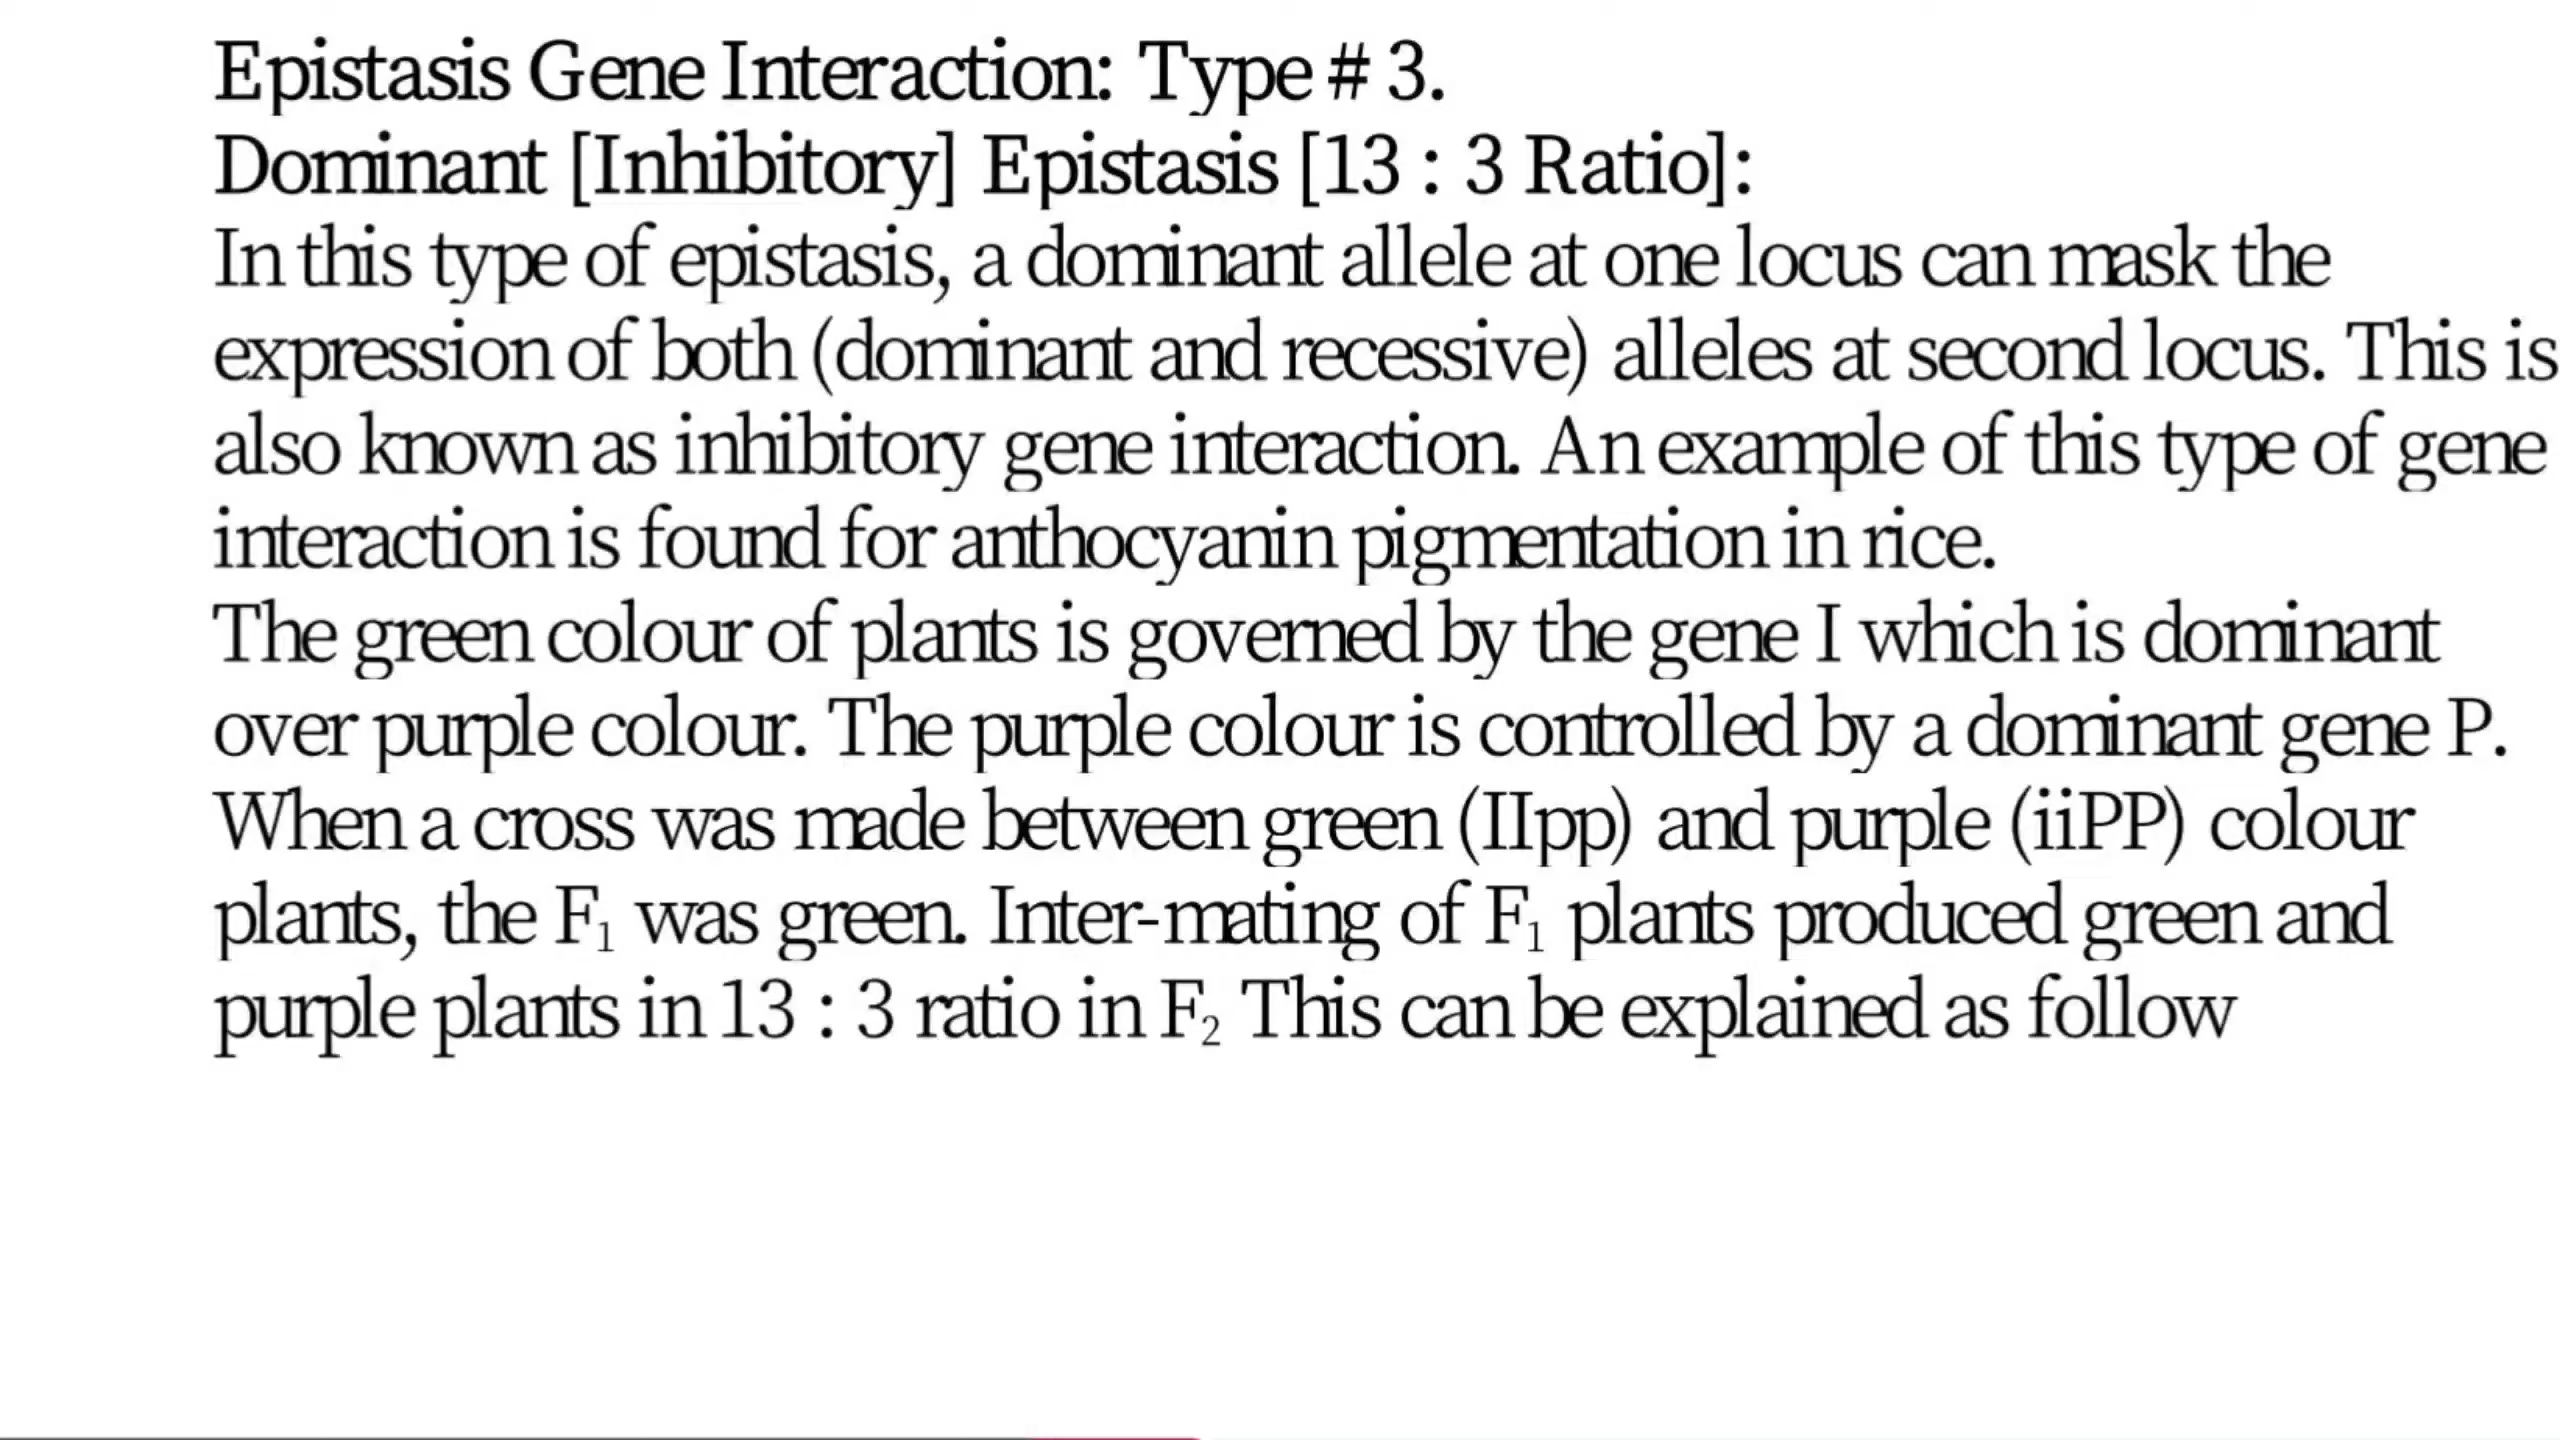 Epistasis Gene Interaction: Type # 3.
Dominant [Inhibitory] Epistasis [13 : 3 Ratio]:
In this type of epistasis, a dominant allele at one locus can mask the
expression of both (dominant and recessive) alleles at second locus. This is
also known as inhibitory gene interaction. An example of this type of gene
interaction is found for anthocyanin pigmentation in rice.
The green colour of plants is governed by the gene I which is dominant
over purple colour. The purple colour is controlled by a dominant gene P.
When a cross was made between green (IIpp) and purple (iiPP) colour
plants, the F₁ was green. Inter-mating of F₁ plants produced green and
purple plants in 13 : 3 ratio in F₂ This can be explained as follow